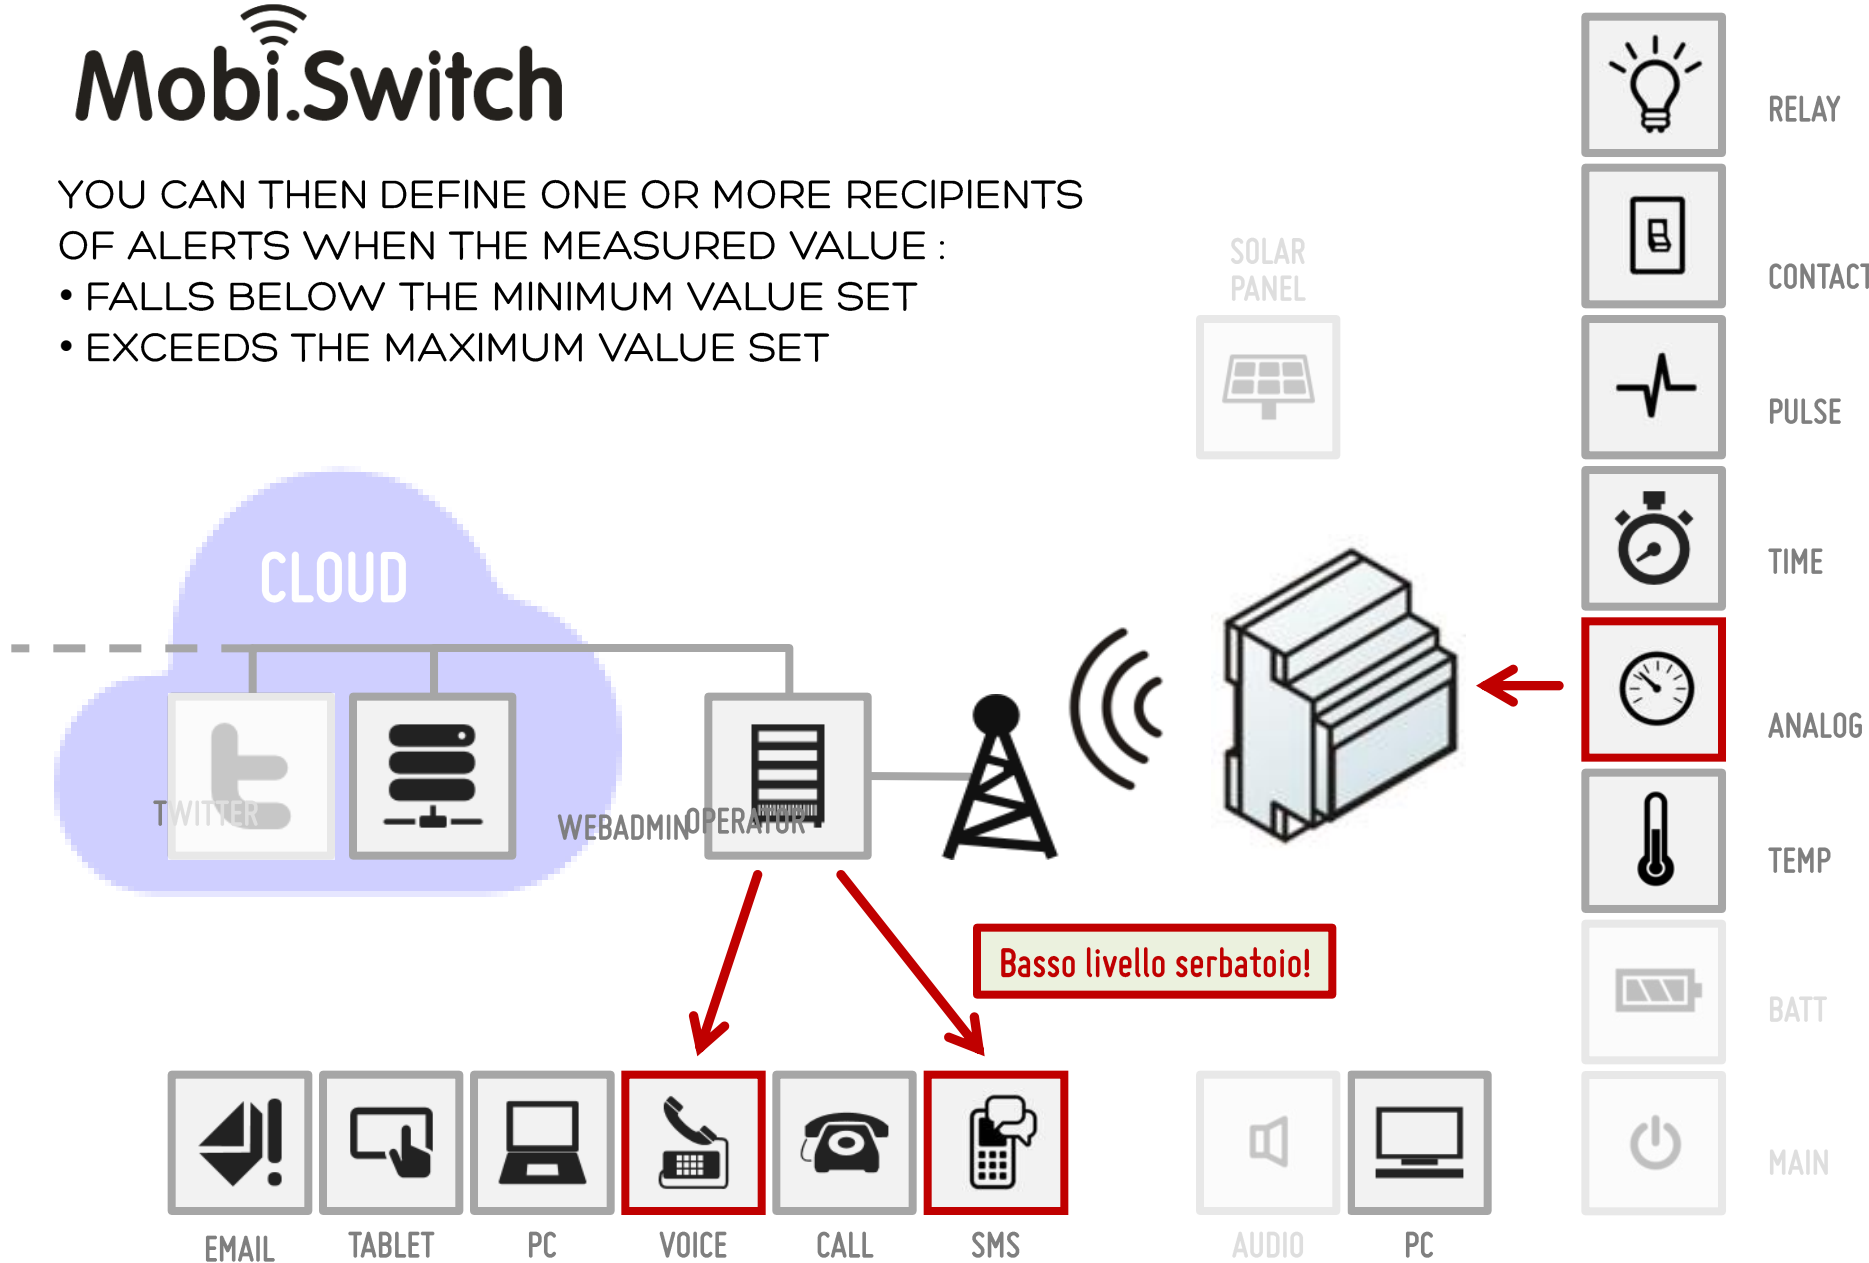 Mobi.Switch
YOU CAN THEN DEFINE ONE OR MORE RECIPIENTS
OF ALERTS WHEN THE MEASURED VALUE :
• FALLS BELOW THE MINIMUM VALUE SET
• EXCEEDS THE MAXIMUM VALUE SET
SOLAR
PANEL
RELAY
CONTACT
PULSE
TIME
ANALOG
TEMP
BATT
MAIN
CLOUD
TWITTER
WEBADMIN
OPERATOR
Basso livello serbatoio!
EMAIL
TABLET
PC
VOICE
CALL
SMS
AUDIO
PC